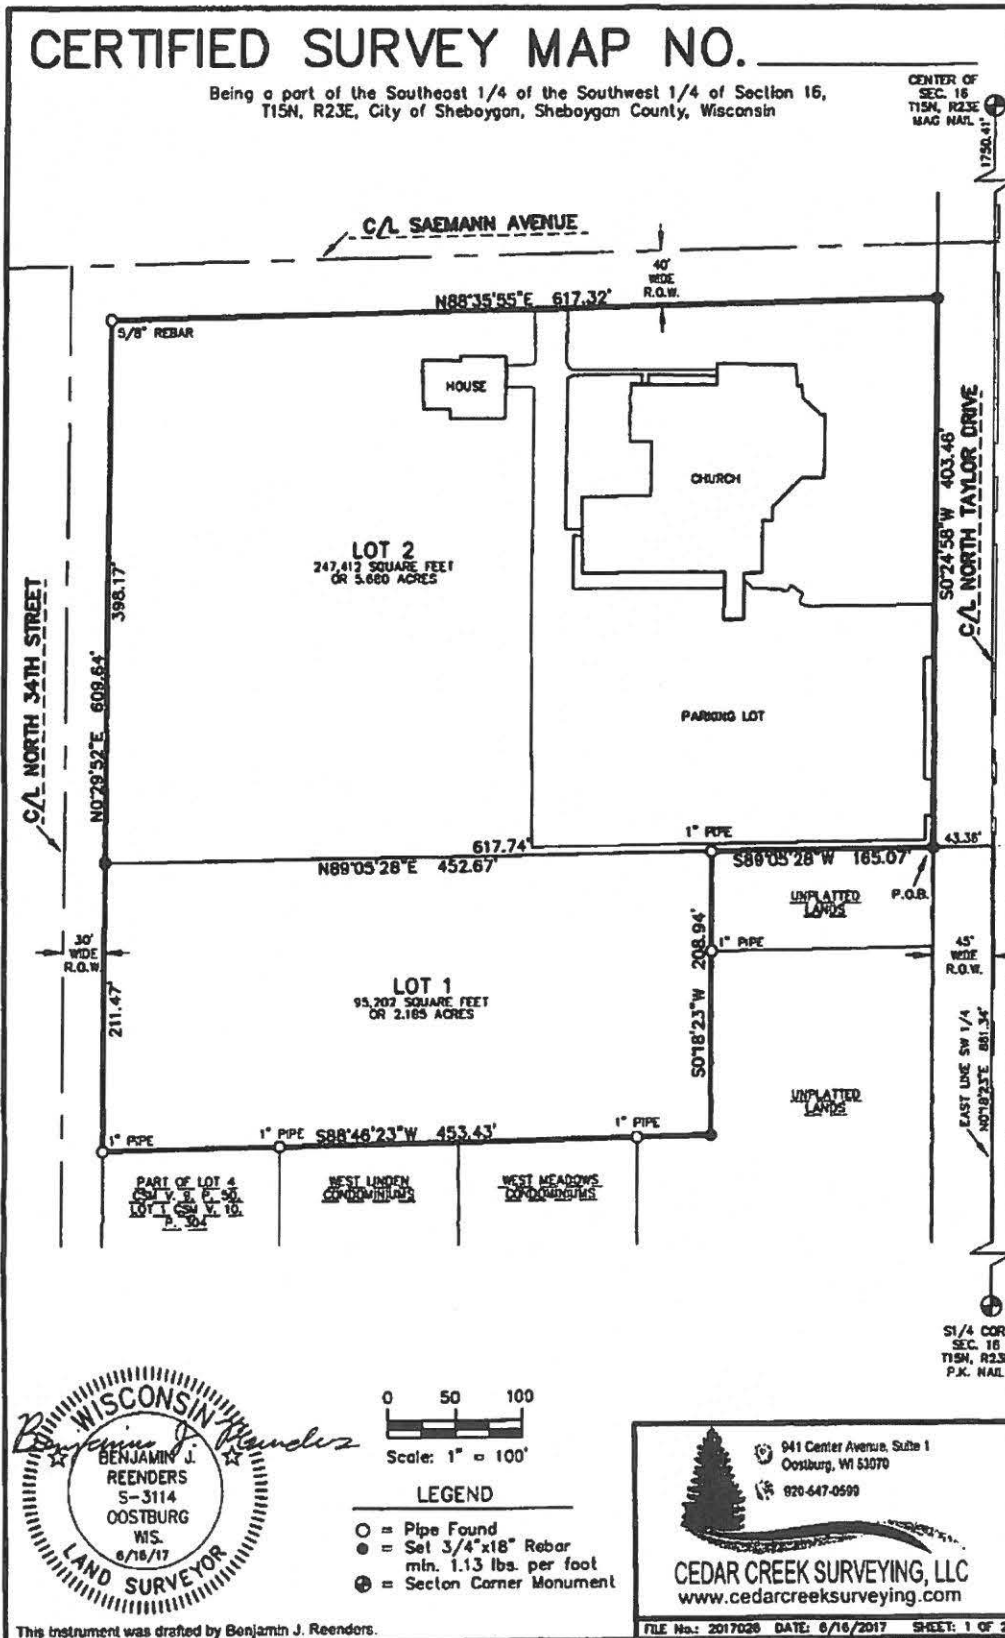 CERTIFIED SURVEY MAP NO.
Being a part of the Southeast 1/4 of the Southwest 1/4 of Section 16,
T15N, R23E, City of Sheboygan, Sheboygan County, Wisconsin
CENTER OF
SEC. 16
T15N, R23E
MAG NAIL
1750.41'
C/L SAEMANN AVENUE
40'
WIDE
R.O.W.
N88°35'55"E 617.32'
5/8" REBAR
HOUSE
CHURCH
LOT 2
247,412 SQUARE FEET
OR 5.680 ACRES
S0°24'58"W 403.46'
C/L NORTH TAYLOR DRIVE
398.17'
N0°29'52"E 609.64'
C/L NORTH 34TH STREET
PARKING LOT
1" PIPE
43.36'
617.74'
N89°05'28"E 452.67'
S89°05'28"W 165.07'
P.O.B.
UNPLATTED
LANDS
30'
WIDE
R.O.W.
1" PIPE
45'
WIDE
R.O.W.
LOT 1
95,202 SQUARE FEET
OR 2.185 ACRES
211.47'
S0°18'23"W 208.94'
EAST LINE SW 1/4
N0°18'23"E 881.34'
UNPLATTED
LANDS
1" PIPE
1" PIPE
S88°46'23"W 453.43'
1" PIPE
PART OF LOT 4
CSM V. 9, P. 50,
LOT 1 CSM V. 10,
P. 304
WEST LINDEN
CONDOMINIUMS
WEST MEADOWS
CONDOMINIUMS
S1/4 COR
SEC. 16
T15N, R23
P.K. NAIL
Benjamin J. Reenders
WISCONSIN
BENJAMIN J.
REENDERS
S-3114
OOSTBURG
WIS.
6/16/17
LAND SURVEYOR
0 50 100
Scale: 1" = 100'
LEGEND
= Pipe Found
= Set 3/4"x18" Rebar
min. 1.13 lbs. per foot
= Secton Corner Monument
941 Center Avenue, Suite 1
Oostburg, WI 53070
920-647-0599
CEDAR CREEK SURVEYING, LLC
www.cedarcreeksurveying.com
This instrument was drafted by Benjamin J. Reenders.
FILE No.: 2017026 DATE: 6/16/2017 SHEET: 1 OF